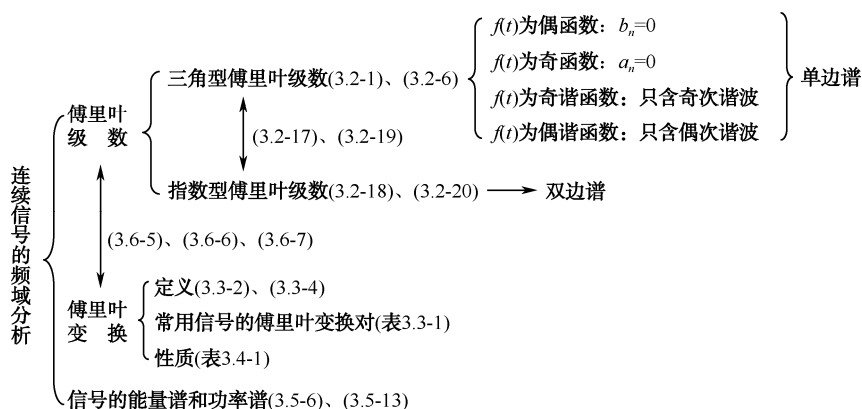 f(t)为偶函数：bₙ=0
f(t)为奇函数：aₙ=0
三角型傅里叶级数(3.2-1)、(3.2-6)
单边谱
f(t)为奇谐函数：只含奇次谐波
f(t)为偶谐函数：只含偶次谐波
傅里叶
级 数
(3.2-17)、(3.2-19)
指数型傅里叶级数(3.2-18)、(3.2-20)
双边谱
连续信号的频域分析
(3.6-5)、(3.6-6)、(3.6-7)
傅里叶
变 换
定义(3.3-2)、(3.3-4)
常用信号的傅里叶变换对(表3.3-1)
性质(表3.4-1)
信号的能量谱和功率谱(3.5-6)、(3.5-13)